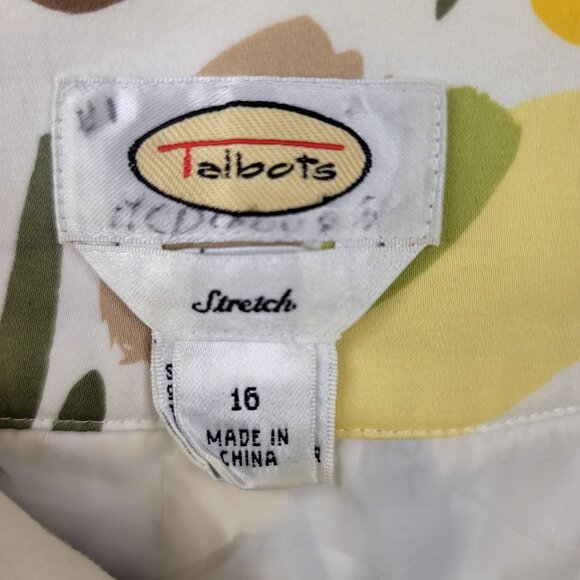 Talbots
Stretch
16
MADE IN
CHINA